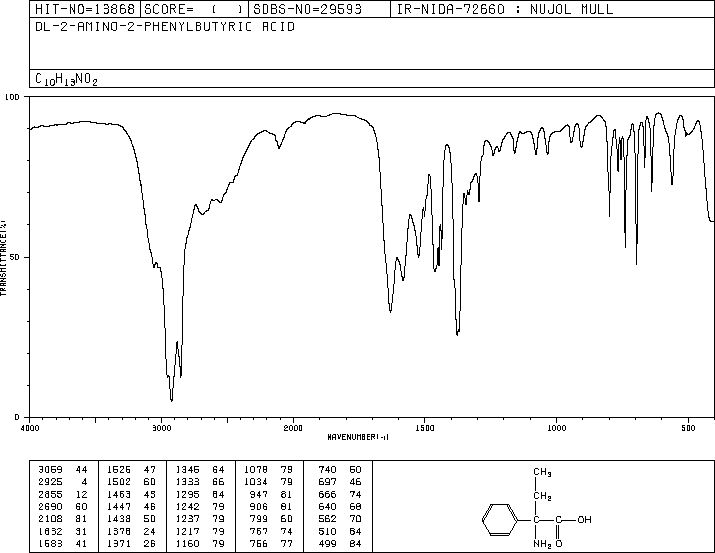 HIT-NO=13868 SCORE= ( ) SDBS-NO=29593 IR-NIDA-72660 : NUJOL MULL
DL-2-AMINO-2-PHENYLBUTYRIC ACID
C10H13NO2
100
50
0
TRANSMITTANCE(%)
4000 3000 2000 1500 1000 500
WAVENUMBER(-1)
3069 44 1526 47 1346 64 1078 79 740 50
2925 4 1502 60 1333 66 1034 79 697 46
2855 12 1463 45 1295 64 947 81 666 74
2690 60 1447 46 1242 79 906 81 640 68
2108 81 1438 50 1237 79 799 60 562 70
1632 31 1378 24 1217 79 767 74 510 84
1583 41 1371 26 1160 79 756 77 499 84
CH3
CH2
C C OH
NH2 O